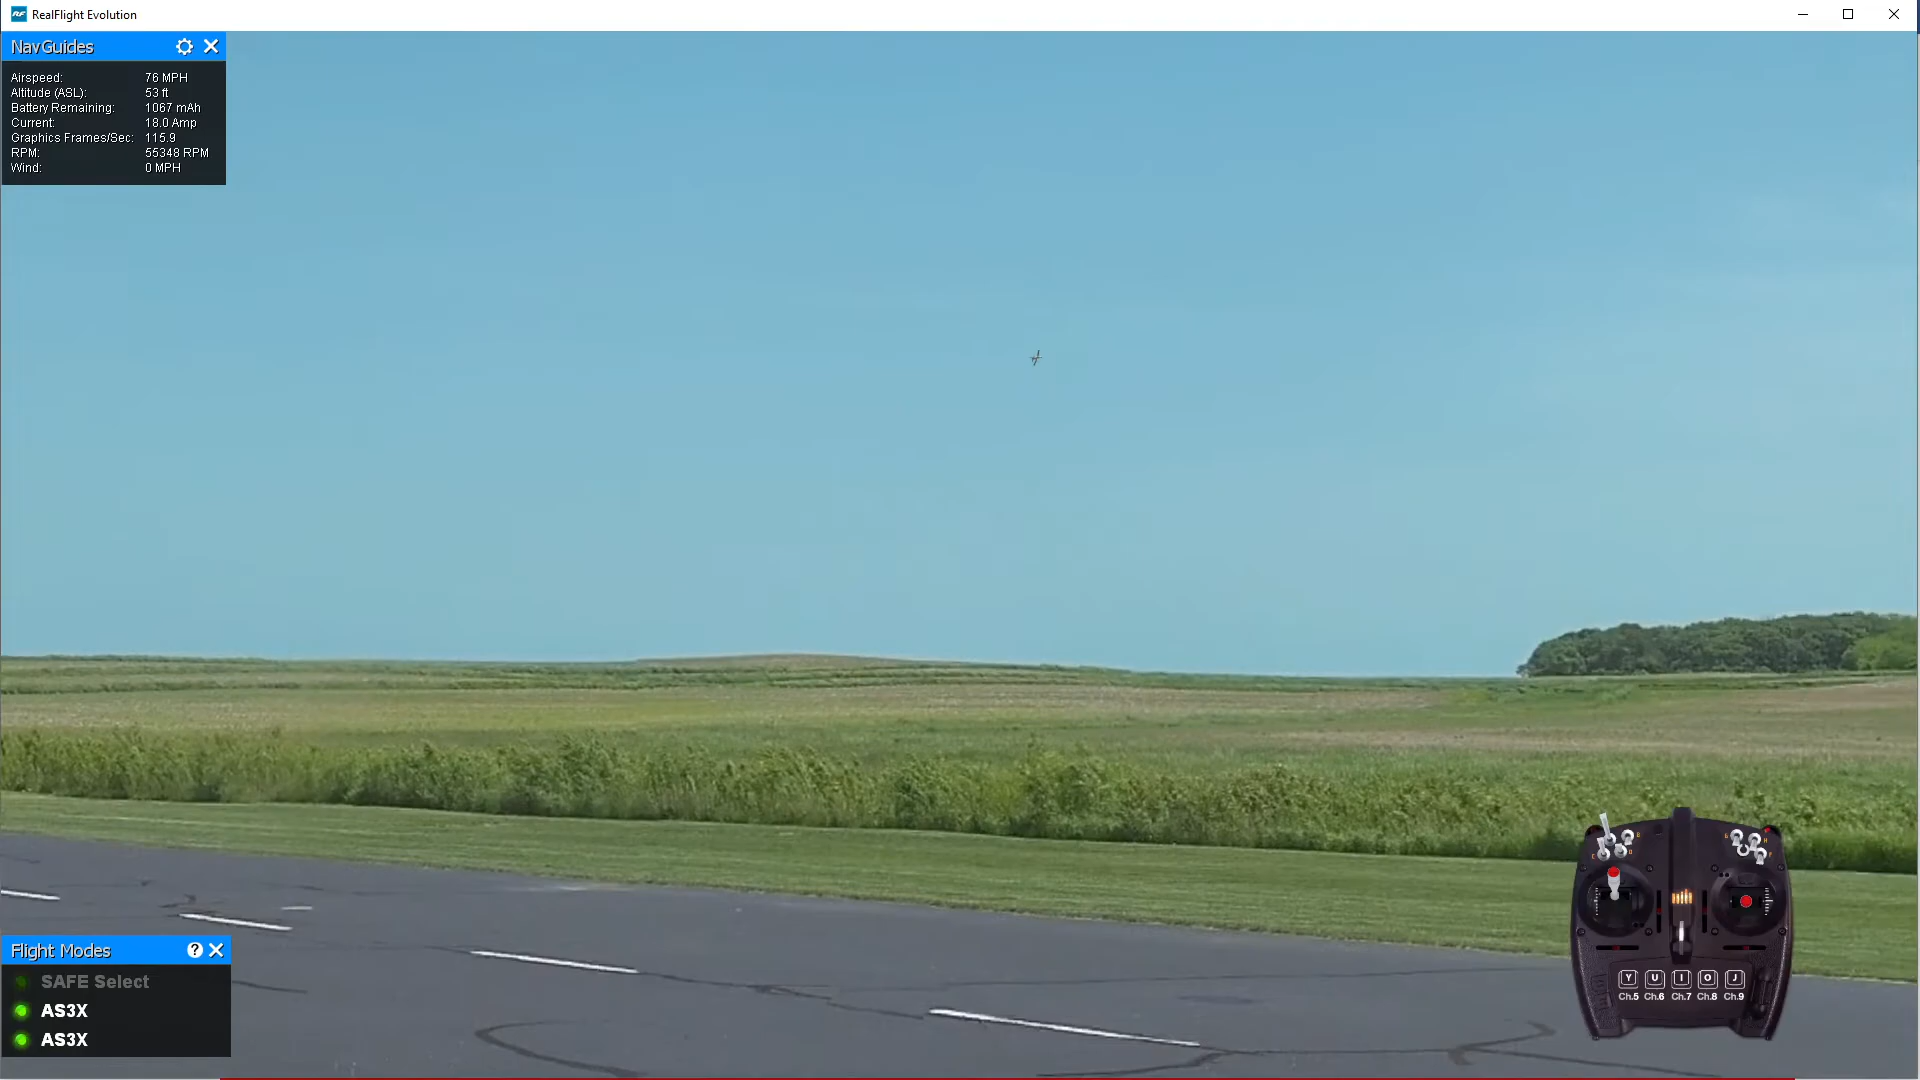 RF RealFlight Evolution
NavGuides
Airspeed: 76 MPH
Altitude (ASL): 53 ft
Battery Remaining: 1067 mAh
Current: 18.0 Amp
Graphics Frames/Sec: 115.9
RPM: 55348 RPM
Wind: 0 MPH
Flight Modes ?
SAFE Select
AS3X
AS3X
Y U I O J
Ch.5 Ch.6 Ch.7 Ch.8 Ch.9